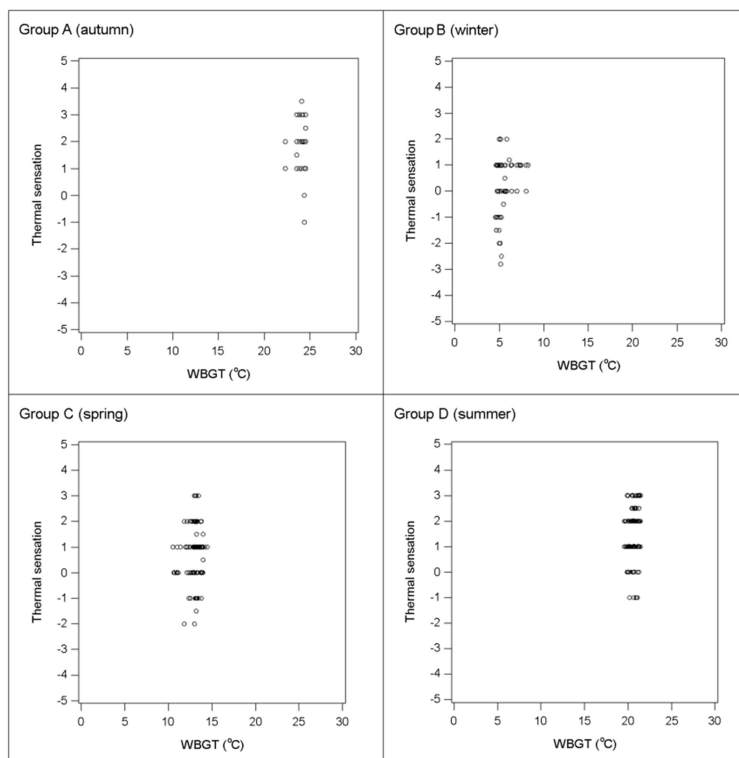 Group A (autumn)
5
4
3
2
1
0
-1
-2
-3
-4
-5
Thermal sensation
0 5 10 15 20 25 30
WBGT (°C)
Group B (winter)
5
4
3
2
1
0
-1
-2
-3
-4
-5
Thermal sensation
0 5 10 15 20 25 30
WBGT (°C)
Group C (spring)
5
4
3
2
1
0
-1
-2
-3
-4
-5
Thermal sensation
0 5 10 15 20 25 30
WBGT (°C)
Group D (summer)
5
4
3
2
1
0
-1
-2
-3
-4
-5
Thermal sensation
0 5 10 15 20 25 30
WBGT (°C)